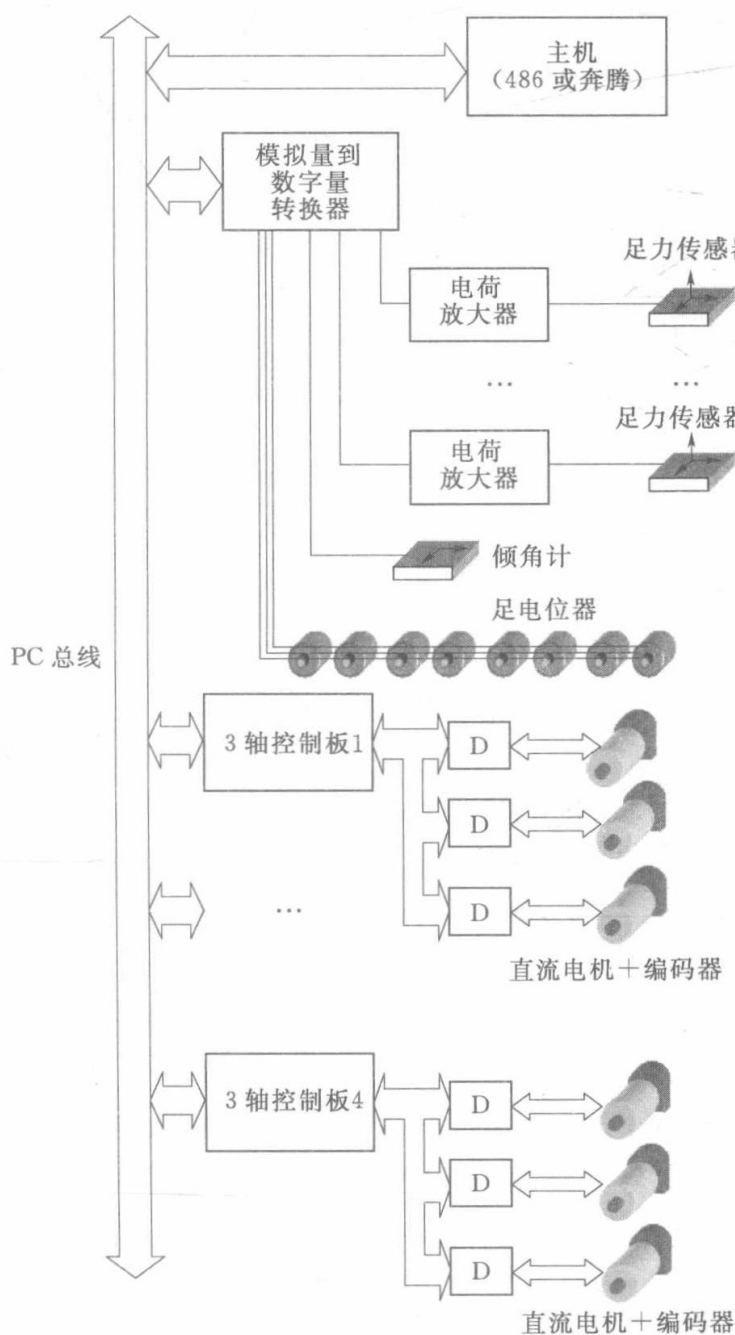 主机
（486 或奔腾）
模拟量到
数字量
转换器
足力传感器
电荷
放大器
…
…
足力传感器
电荷
放大器
倾角计
足电位器
PC 总线
3 轴控制板1
D
D
…
D
直流电机＋编码器
3 轴控制板4
D
D
D
直流电机＋编码器